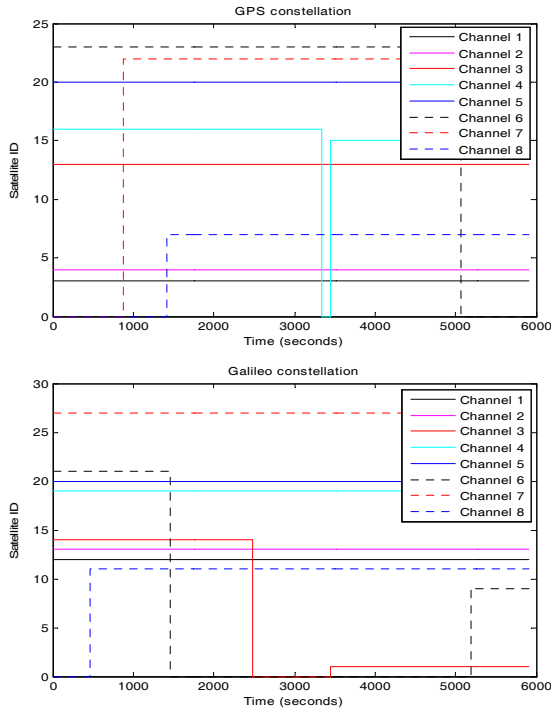 GPS constellation
25
20
15
10
5
0
Satellite ID
0 1000 2000 3000 4000 5000 6000
Time (seconds)
Channel 1
Channel 2
Channel 3
Channel 4
Channel 5
Channel 6
Channel 7
Channel 8
Galileo constellation
30
25
20
15
10
5
0
Satellite ID
0 1000 2000 3000 4000 5000 6000
Time (seconds)
Channel 1
Channel 2
Channel 3
Channel 4
Channel 5
Channel 6
Channel 7
Channel 8